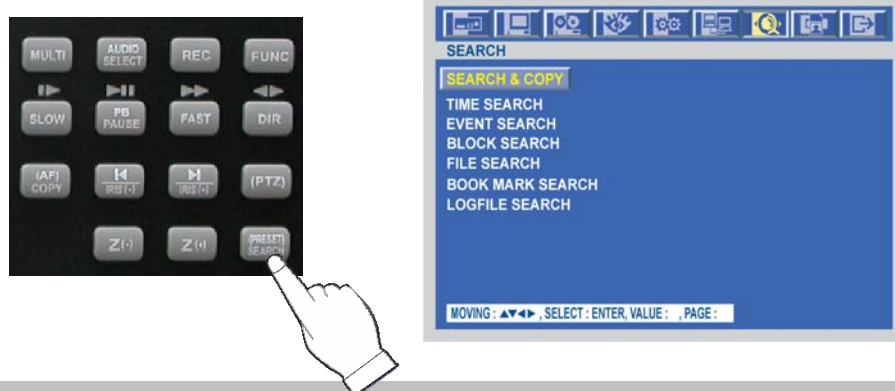 MULTI AUDIO SELECT REC FUNC
SLOW PB PAUSE FAST DIR
(AF) COPY IRIS (-) IRIS (+) (PTZ)
Z(-) Z(+) (PRESET) SEARCH
SEARCH
SEARCH & COPY
TIME SEARCH
EVENT SEARCH
BLOCK SEARCH
FILE SEARCH
BOOK MARK SEARCH
LOGFILE SEARCH
MOVING : ▲▼◄► , SELECT : ENTER, VALUE : , PAGE :